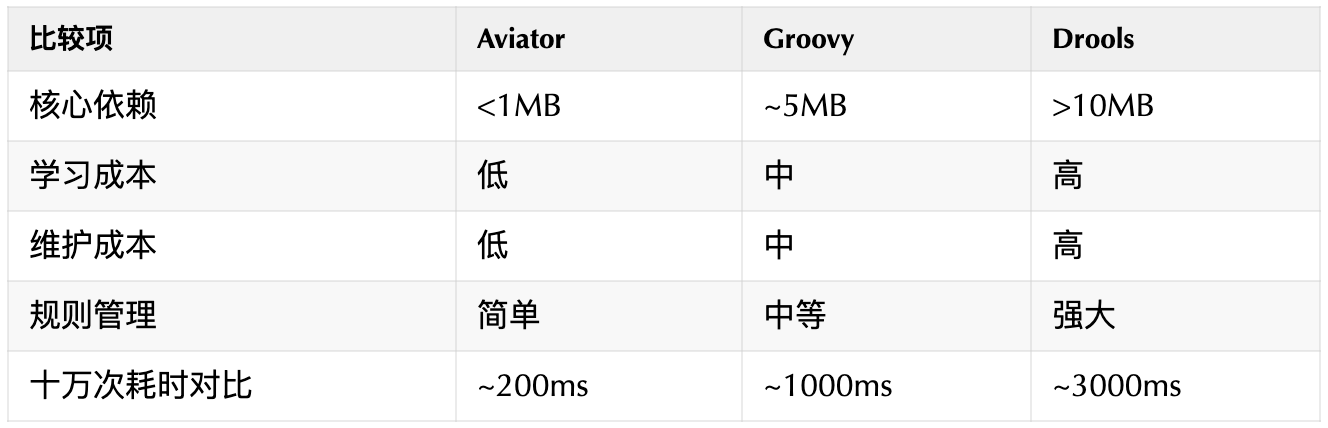 比较项 Aviator Groovy Drools
核心依赖 <1MB ~5MB >10MB
学习成本 低 中 高
维护成本 低 中 高
规则管理 简单 中等 强大
十万次耗时对比 ~200ms ~1000ms ~3000ms